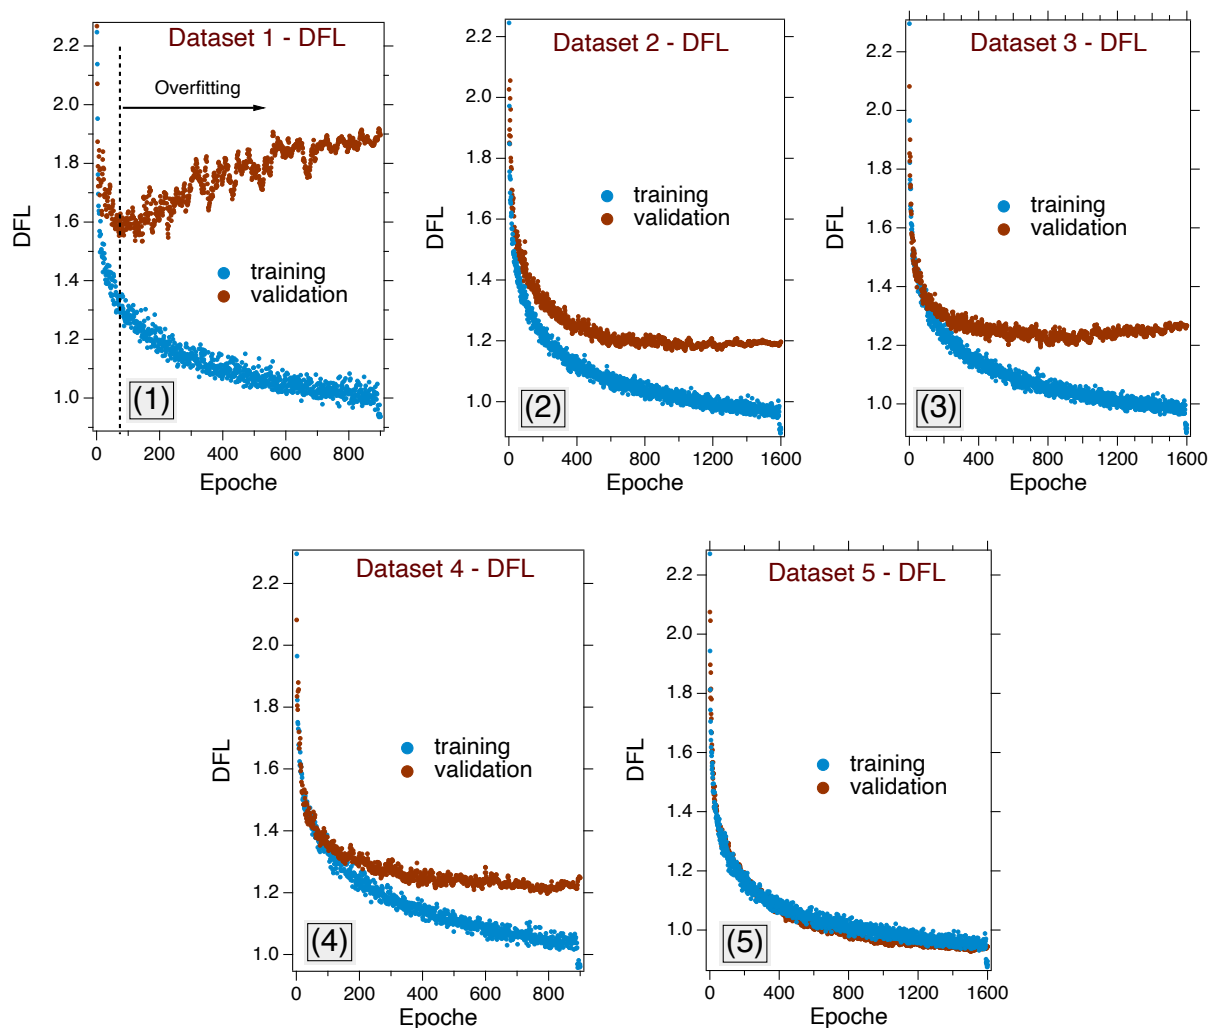 Dataset 1 - DFL
Overfitting
training
validation
(1)
DFL
2.2
2.0
1.8
1.6
1.4
1.2
1.0
0
200
400
600
800
Epoche
Dataset 2 - DFL
training
validation
(2)
DFL
2.2
2.0
1.8
1.6
1.4
1.2
1.0
0
400
800
1200
1600
Epoche
Dataset 3 - DFL
training
validation
(3)
DFL
2.2
2.0
1.8
1.6
1.4
1.2
1.0
0
400
800
1200
1600
Epoche
Dataset 4 - DFL
training
validation
(4)
DFL
2.2
2.0
1.8
1.6
1.4
1.2
1.0
0
200
400
600
800
Epoche
Dataset 5 - DFL
training
validation
(5)
DFL
2.2
2.0
1.8
1.6
1.4
1.2
1.0
0
400
800
1200
1600
Epoche